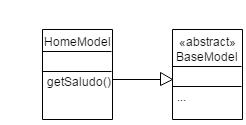 HomeModel
getSaludo()
«abstract»
BaseModel
...